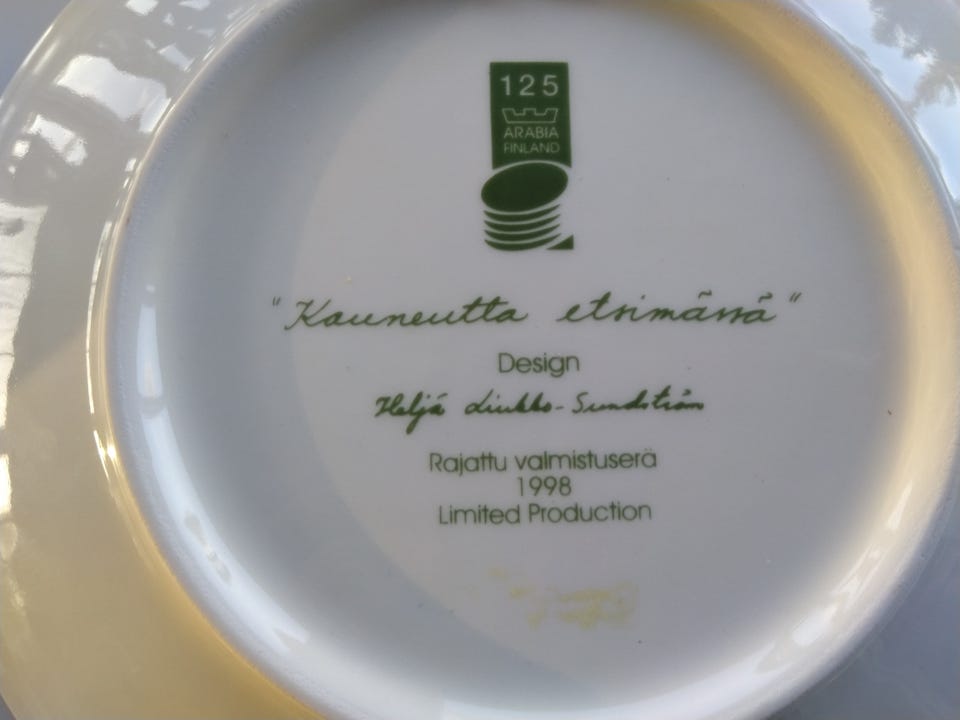 125
ARABIA
FINLAND
"Kauneutta etsimässä"
Design
Heljä Liukko-Sundström
Rajattu valmistuserä
1998
Limited Production